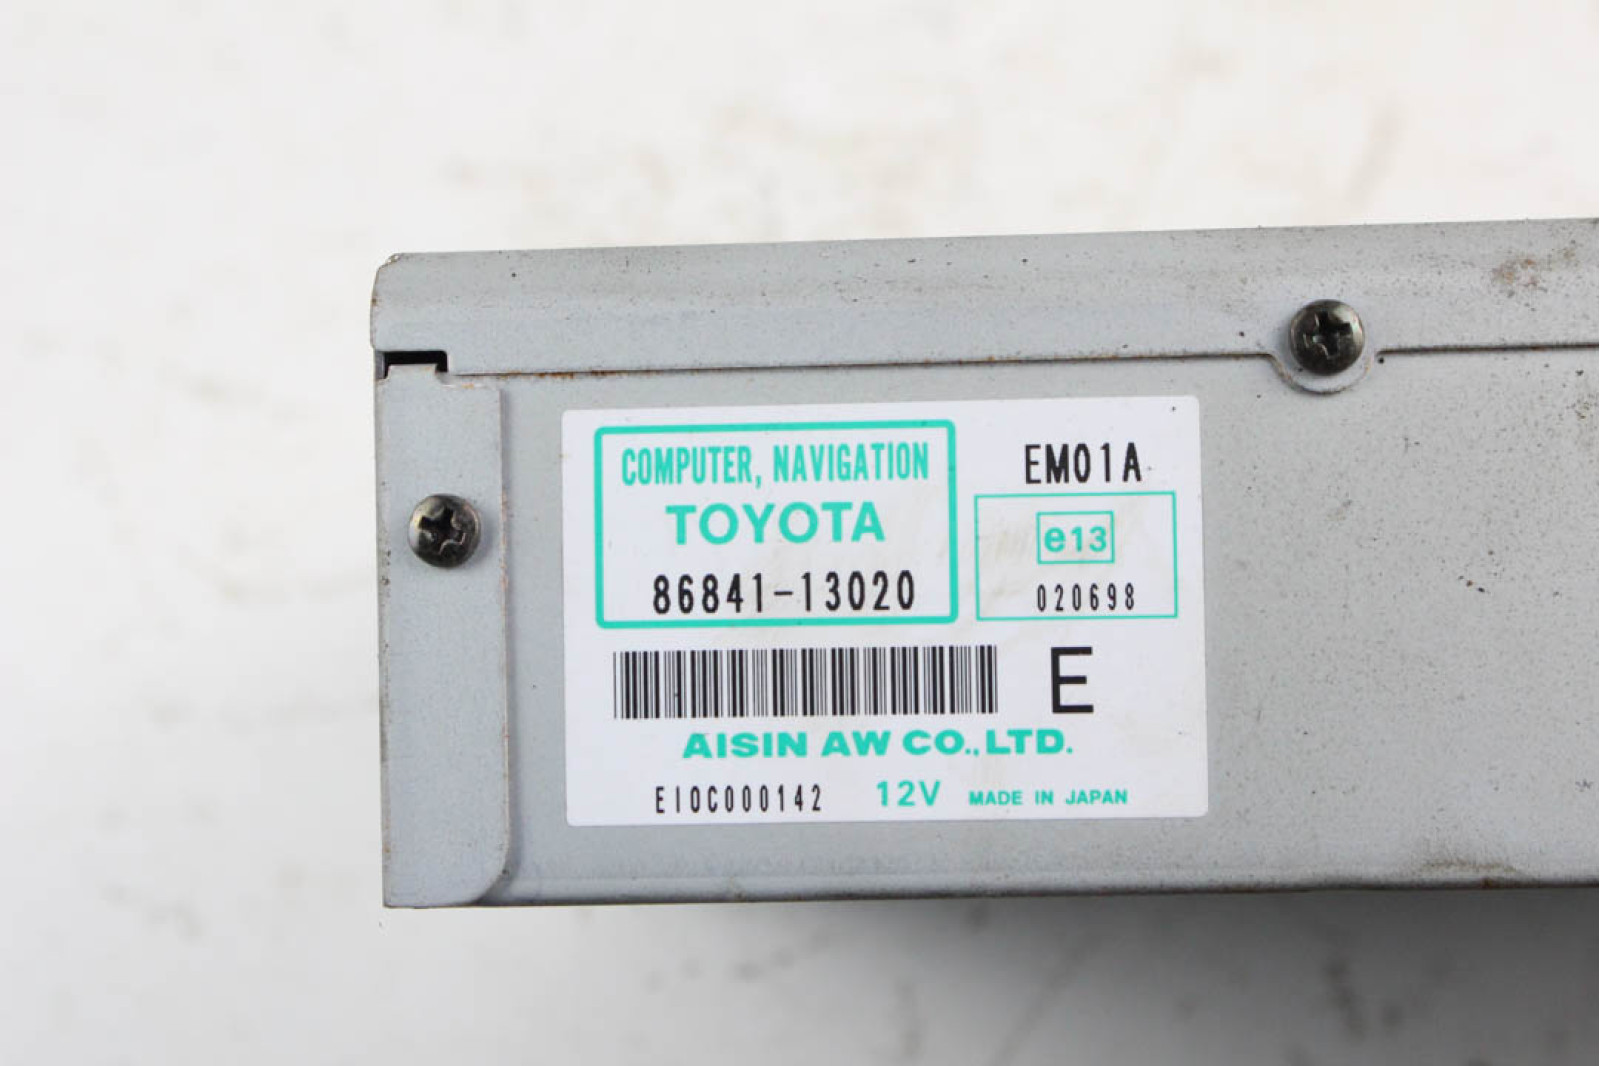 COMPUTER, NAVIGATION
TOYOTA
86841-13020
EM01A
e13
020698
E
AISIN AW CO.,LTD.
EI0C000142 12V MADE IN JAPAN